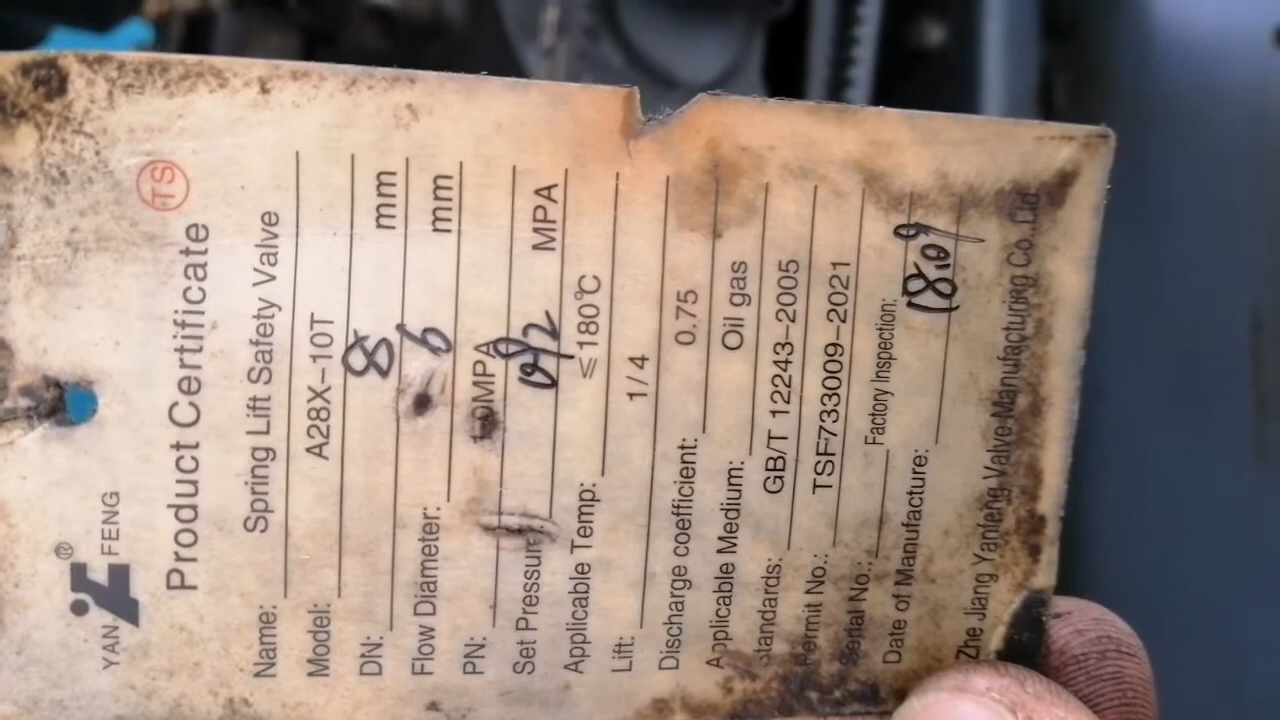 YAN FENG ®
TS
Product Certificate
Name: Spring Lift Safety Valve
Model: A28X-10T
DN: 8 mm
Flow Diameter: 6 mm
PN: MPA
Set Pressure: MPA
Applicable Temp: ≤180℃
Lift: 1/4
Discharge coefficient: 0.75
Applicable Medium: Oil gas
Standards: GB/T 12243-2005
Permit No.: TSF733009-2021
Serial No.: Factory Inspection:
Date of Manufacture: 18.09
Zhe Jiang Yanfeng Valve Manufacturing Co.,Ltd